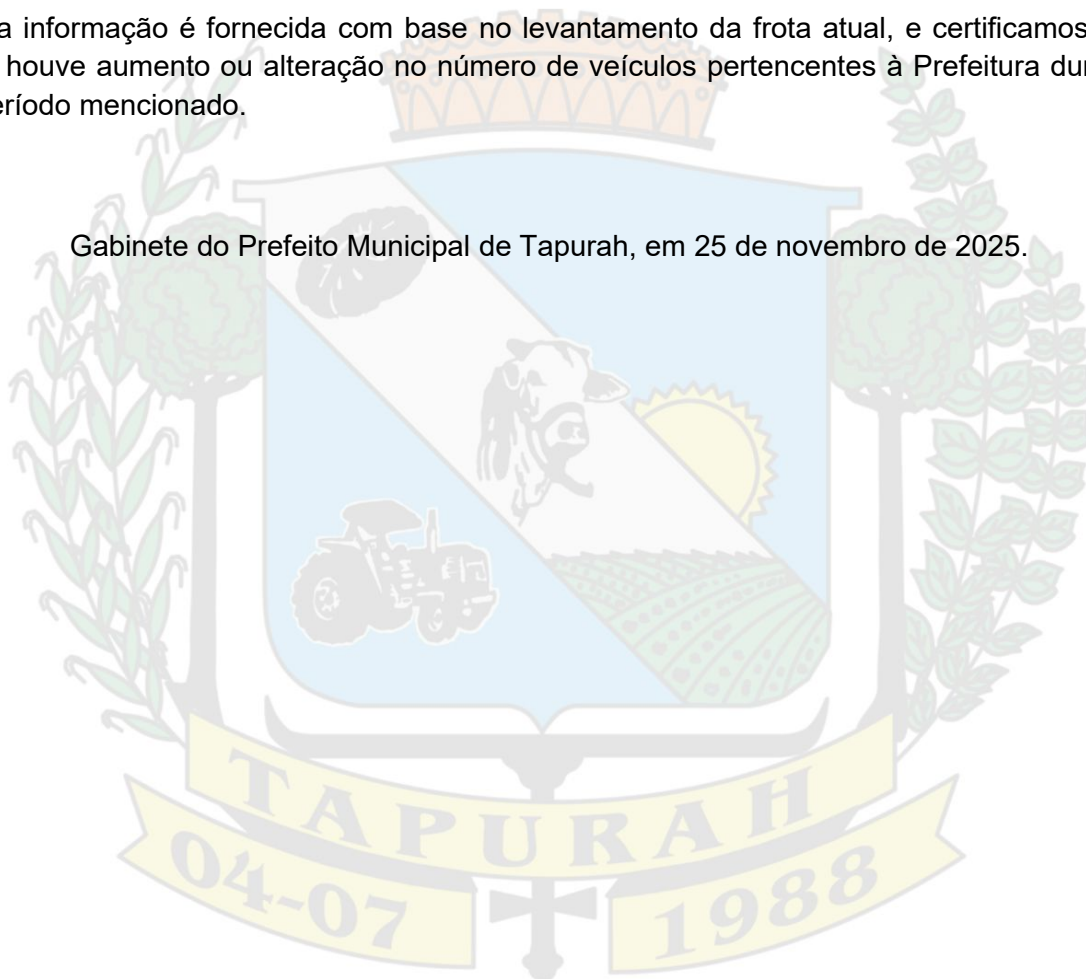 a informação é fornecida com base no levantamento da frota atual, e certificamos
houve aumento ou alteração no número de veículos pertencentes à Prefeitura dur
eríodo mencionado.
Gabinete do Prefeito Municipal de Tapurah, em 25 de novembro de 2025.
TAPURAH
04-07 1988